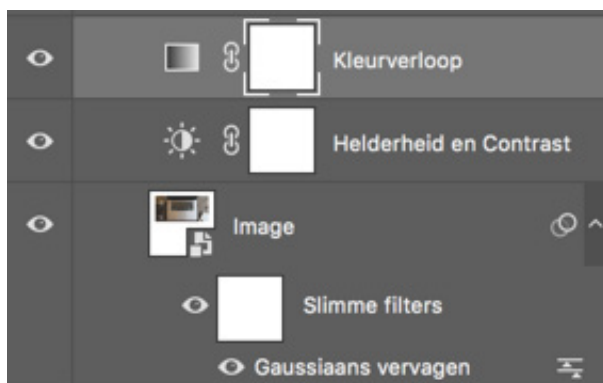 Kleurverloop
Helderheid en Contrast
Image
Slimme filters
Gaussiaans vervagen